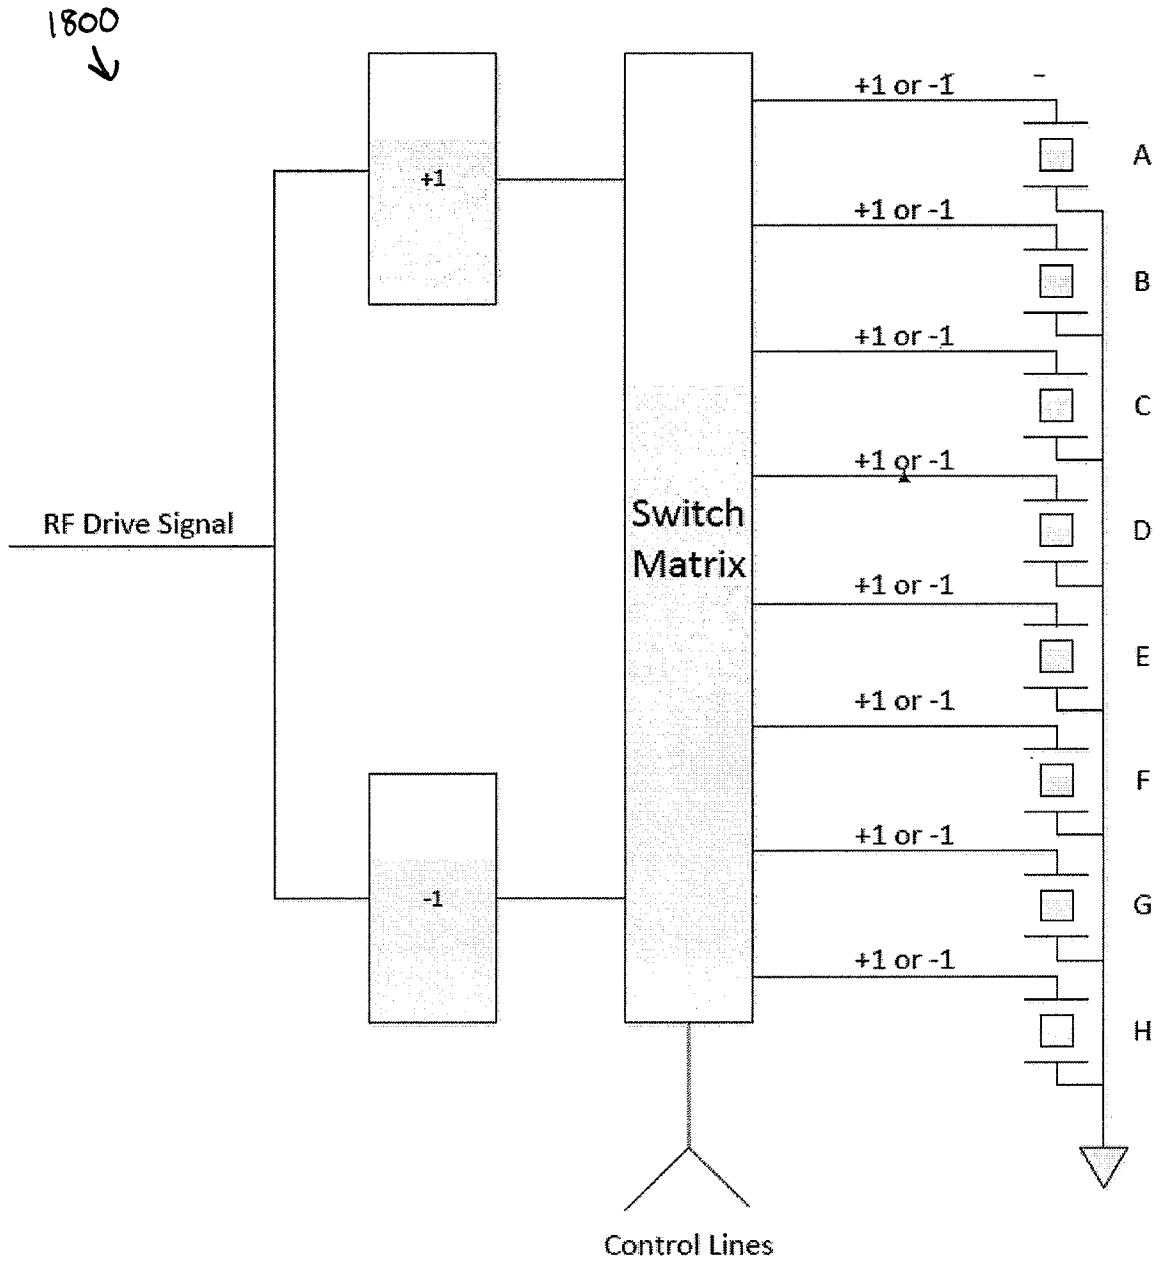 1800
+1 or -1
A
+1
+1 or -1
B
+1 or -1
C
+1 or -1
RF Drive Signal
Switch
Matrix
D
+1 or -1
E
+1 or -1
F
+1 or -1
-1
G
+1 or -1
H
Control Lines